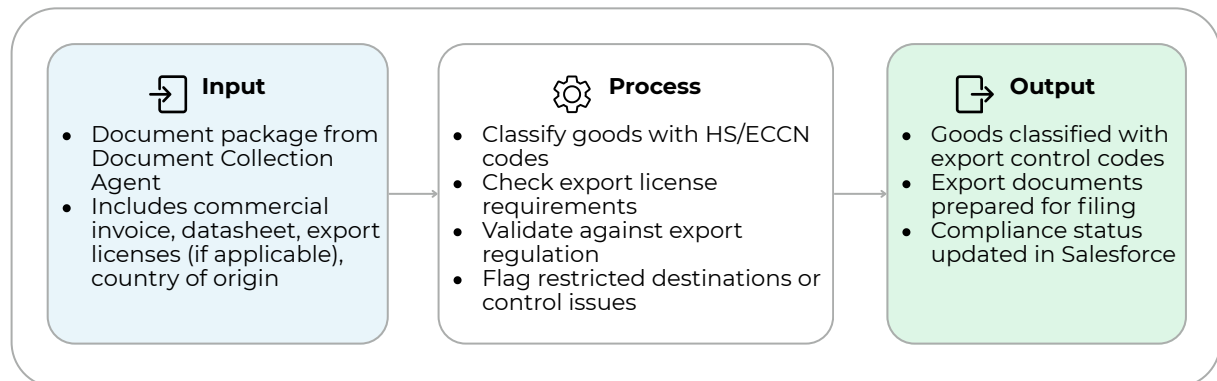 Input
• Document package from
Document Collection
Agent
• Includes commercial
invoice, datasheet, export
licenses (if applicable),
country of origin
Process
• Classify goods with HS/ECCN
codes
• Check export license
requirements
• Validate against export
regulation
• Flag restricted destinations or
control issues
Output
• Goods classified with
export control codes
• Export documents
prepared for filing
• Compliance status
updated in Salesforce